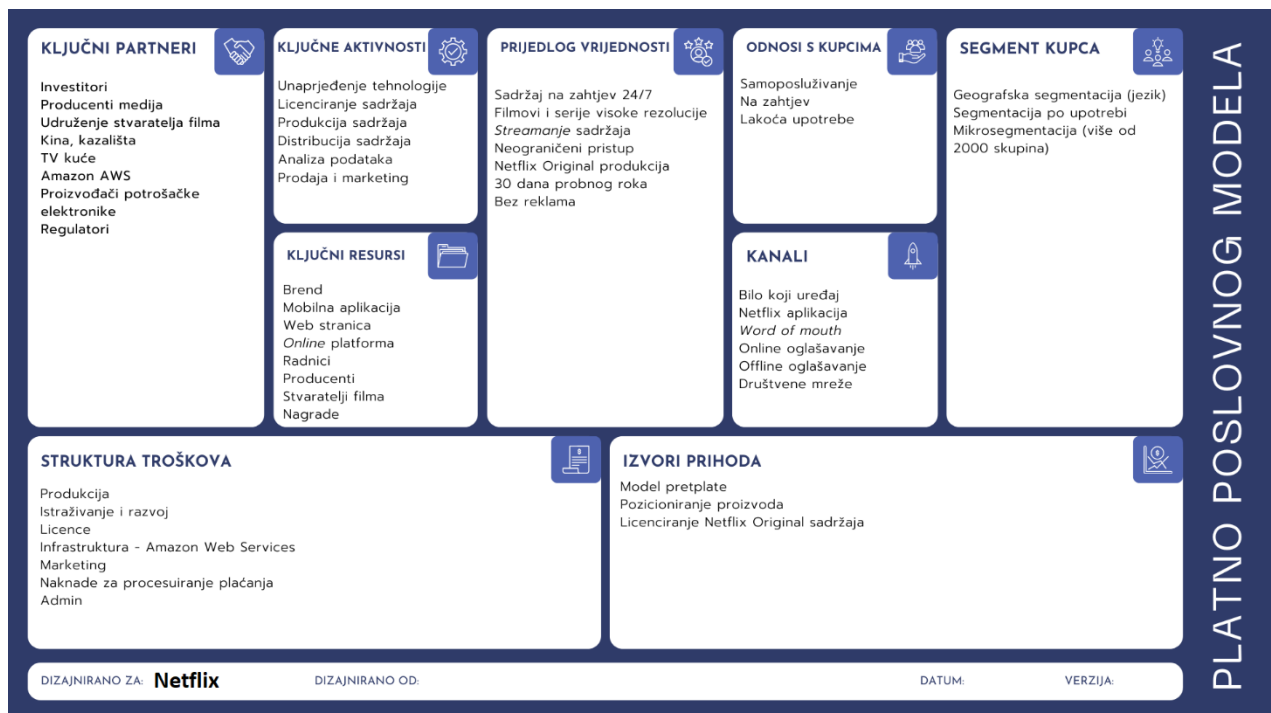 KLJUČNI PARTNERI
Investitori
Producenti medija
Udruženje stvaratelja filma
Kina, kazališta
TV kuće
Amazon AWS
Proizvođači potrošačke
elektronike
Regulatori
KLJUČNE AKTIVNOSTI
Unaprjeđenje tehnologije
Licenciranje sadržaja
Produkcija sadržaja
Distribucija sadržaja
Analiza podataka
Prodaja i marketing
KLJUČNI RESURSI
Brend
Mobilna aplikacija
Web stranica
Online platforma
Radnici
Producenti
Stvaratelji filma
Nagrade
PRIJEDLOG VRIJEDNOSTI
Sadržaj na zahtjev 24/7
Filmovi i serije visoke rezolucije
Streamanje sadržaja
Neograničeni pristup
Netflix Original produkcija
30 dana probnog roka
Bez reklama
ODNOSI S KUPCIMA
Samoposluživanje
Na zahtjev
Lakoća upotrebe
KANALI
Bilo koji uređaj
Netflix aplikacija
Word of mouth
Online oglašavanje
Offline oglašavanje
Društvene mreže
SEGMENT KUPCA
Geografska segmentacija (jezik)
Segmentacija po upotrebi
Mikrosegmentacija (više od
2000 skupina)
STRUKTURA TROŠKOVA
Produkcija
Istraživanje i razvoj
Licence
Infrastruktura - Amazon Web Services
Marketing
Naknade za procesuiranje plaćanja
Admin
IZVORI PRIHODA
Model pretplate
Pozicioniranje proizvoda
Licenciranje Netflix Original sadržaja
DIZAJNIRANO ZA: Netflix
DIZAJNIRANO OD:
DATUM:
VERZIJA:
PLATNO POSLOVNOG MODELA